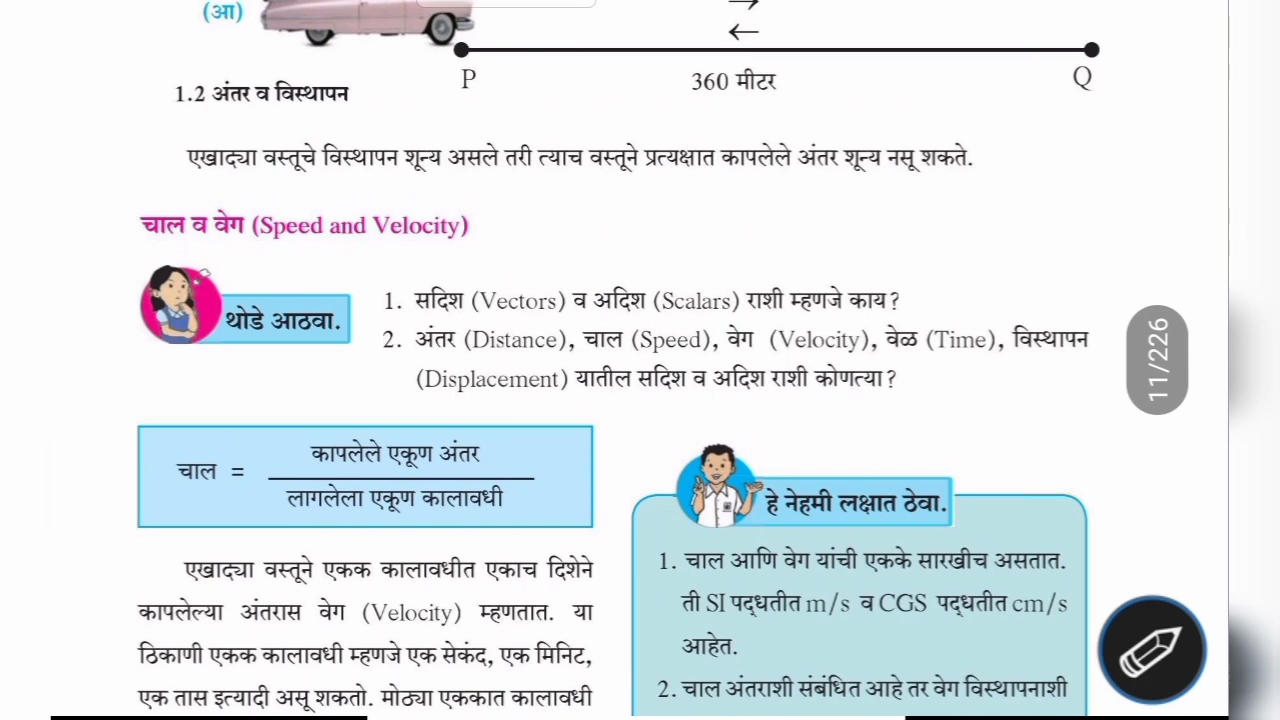 (आ)
→
←
P
360 मीटर
Q
1.2 अंतर व विस्थापन
एखाद्या वस्तूचे विस्थापन शून्य असले तरी त्याच वस्तूने प्रत्यक्षात कापलेले अंतर शून्य नसू शकते.
चाल व वेग (Speed and Velocity)
थोडे आठवा.
1. सदिश (Vectors) व अदिश (Scalars) राशी म्हणजे काय?
2. अंतर (Distance), चाल (Speed), वेग (Velocity), वेळ (Time), विस्थापन
(Displacement) यातील सदिश व अदिश राशी कोणत्या?
चाल =
कापलेले एकूण अंतर
लागलेला एकूण कालावधी
एखाद्या वस्तूने एकक कालावधीत एकाच दिशेने
कापलेल्या अंतरास वेग (Velocity) म्हणतात. या
ठिकाणी एकक कालावधी म्हणजे एक सेकंद, एक मिनिट,
एक तास इत्यादी असू शकतो. मोठ्या एककात कालावधी
हे नेहमी लक्षात ठेवा.
1. चाल आणि वेग यांची एकके सारखीच असतात.
ती SI पद्धतीत m/s व CGS पद्धतीत cm/s
आहेत.
2. चाल अंतराशी संबंधित आहे तर वेग विस्थापनाशी
11/226